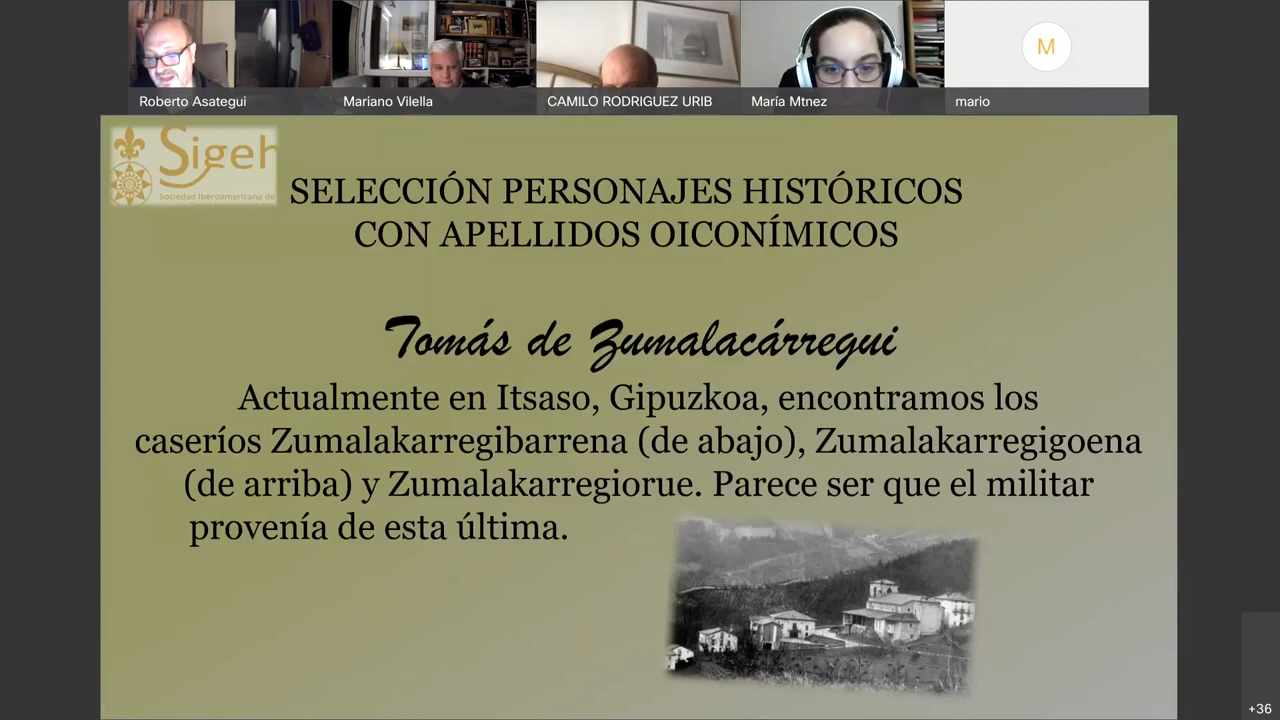 Roberto Asategui
Mariano Vilella
CAMILO RODRIGUEZ URIB
María Mtnez
M
mario
Sigeh
Sociedad Iberoamericana de
SELECCIÓN PERSONAJES HISTÓRICOS
CON APELLIDOS OICONÍMICOS
Tomás de Zumalacárregui
Actualmente en Itsaso, Gipuzkoa, encontramos los
caseríos Zumalakarregibarrena (de abajo), Zumalakarregigoena
(de arriba) y Zumalakarregiorue. Parece ser que el militar
provenía de esta última.
+36